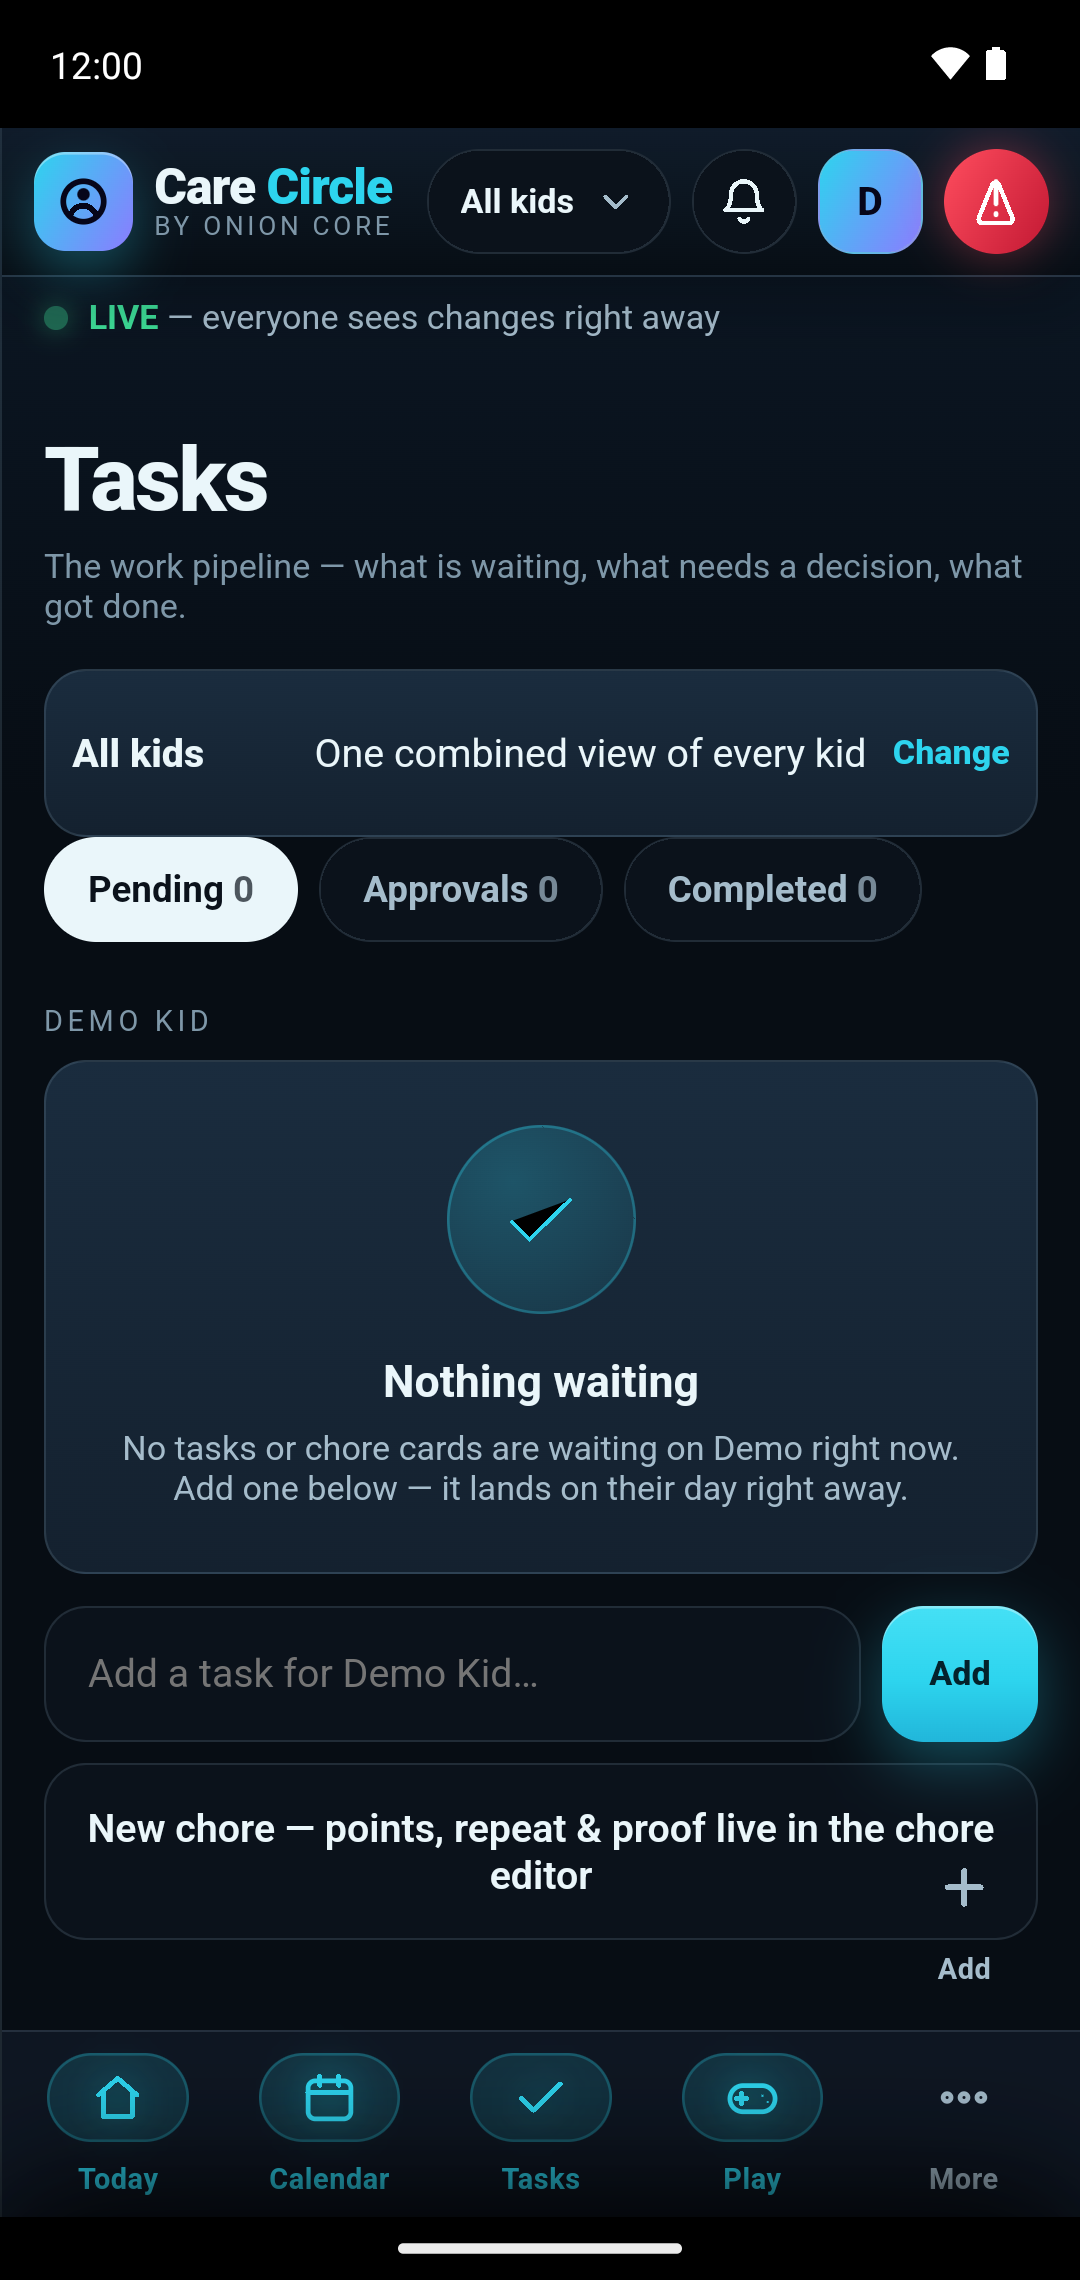 12:00
Care Circle
BY ONION CORE
All kids
D
LIVE — everyone sees changes right away
Tasks
The work pipeline — what is waiting, what needs a decision, what
got done.
All kids One combined view of every kid Change
Pending 0 Approvals 0 Completed 0
DEMO KID
Nothing waiting
No tasks or chore cards are waiting on Demo right now.
Add one below — it lands on their day right away.
Add a task for Demo Kid… Add
New chore — points, repeat & proof live in the chore
editor
Add
Today Calendar Tasks Play More